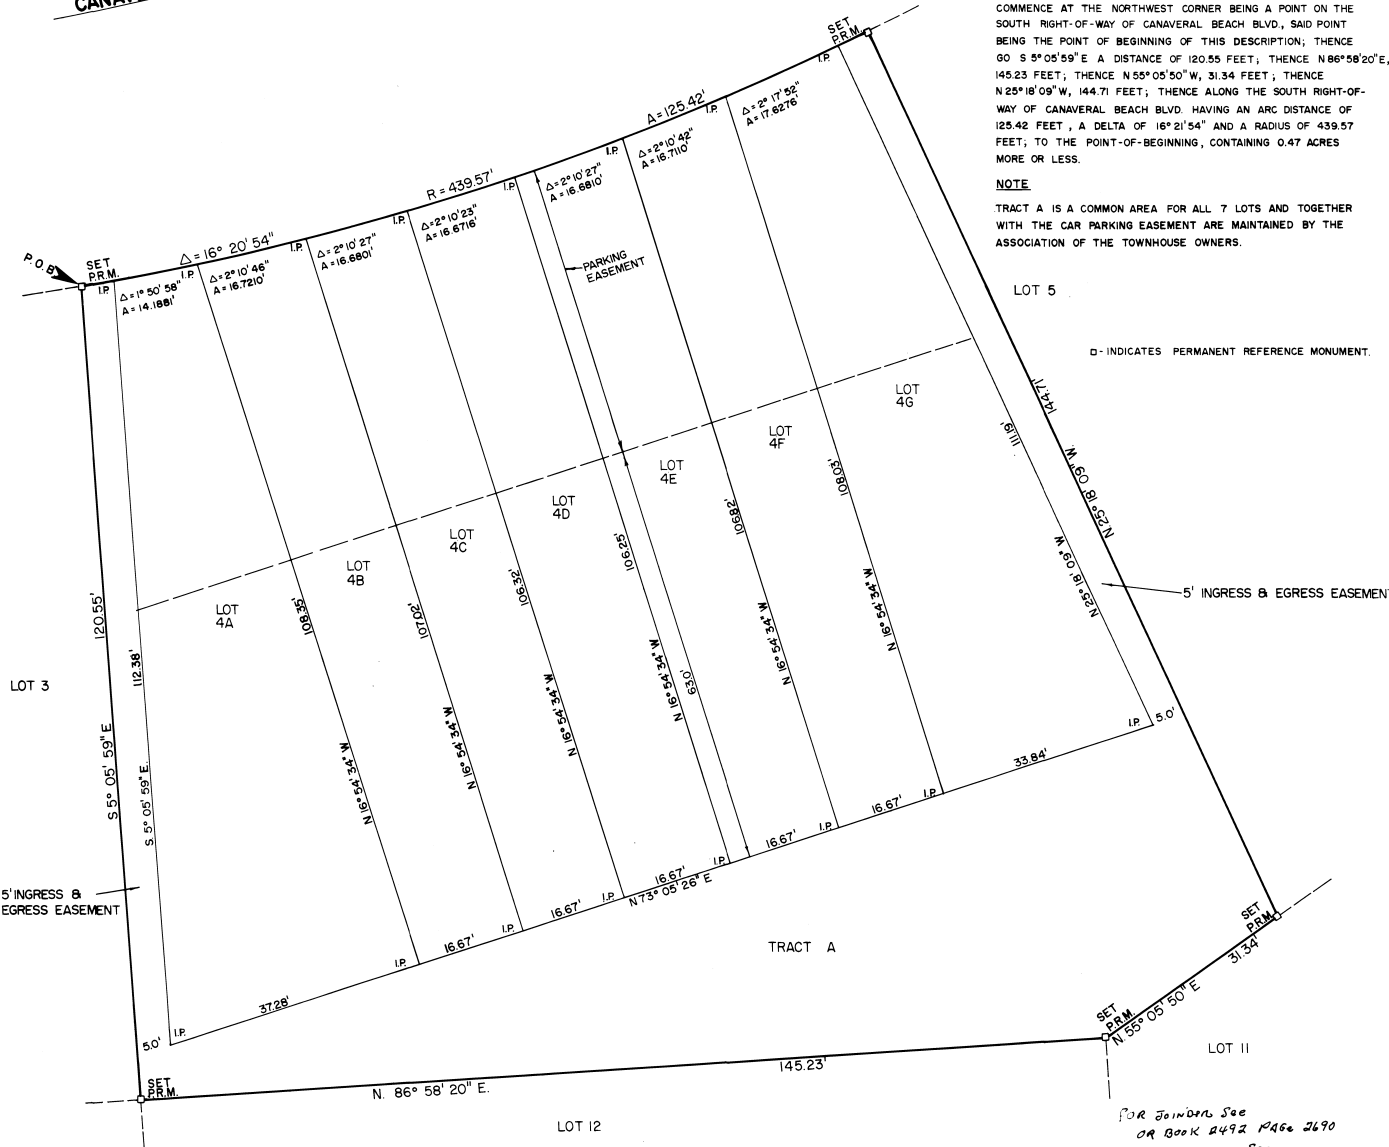 COMMENCE AT THE NORTHWEST CORNER BEING A POINT ON THE
SOUTH RIGHT-OF-WAY OF CANAVERAL BEACH BLVD., SAID POINT
BEING THE POINT OF BEGINNING OF THIS DESCRIPTION; THENCE
GO S 5° 05'59" E A DISTANCE OF 120.55 FEET; THENCE N 86°58'20"E,
145.23 FEET; THENCE N 55°05'50"W, 31.34 FEET; THENCE
N 25°18'09"W, 144.71 FEET; THENCE ALONG THE SOUTH RIGHT-OF-
WAY OF CANAVERAL BEACH BLVD. HAVING AN ARC DISTANCE OF
125.42 FEET, A DELTA OF 16°21'54" AND A RADIUS OF 439.57
FEET; TO THE POINT-OF-BEGINNING, CONTAINING 0.47 ACRES
MORE OR LESS.
NOTE
TRACT A IS A COMMON AREA FOR ALL 7 LOTS AND TOGETHER
WITH THE CAR PARKING EASEMENT ARE MAINTAINED BY THE
ASSOCIATION OF THE TOWNHOUSE OWNERS.
LOT 5
□ - INDICATES PERMANENT REFERENCE MONUMENT.
P.O.B.
SET
P.R.M.
Δ = 16° 20' 54"
R = 439.57'
A = 125.42'
SET
P.R.M.
I.P.
I.P.
I.P.
I.P.
I.P.
I.P.
I.P.
I.P.
Δ=1° 50' 58"
A = 14.1881'
Δ=2° 10' 46"
A = 16.7210'
Δ=2° 10' 27"
A = 16.6801'
Δ=2° 10' 23"
A = 16.6716'
Δ=2° 10' 27"
A = 16.6810'
Δ=2° 10' 42"
A = 16.7110'
Δ=2° 17' 52"
A = 17.6276'
PARKING
EASEMENT
LOT
4G
LOT
4F
LOT
4E
LOT
4D
LOT
4C
LOT
4B
LOT
4A
LOT 3
120.55'
S 5° 05' 59" E
112.38'
S. 5° 05' 59" E.
108.35'
N 16° 54' 34" W
107.02'
N 16° 54' 34" W
106.32'
N 16° 54' 34" W
106.25'
N 16° 54' 34" W
63.0'
106.82'
N 16° 54' 34" W
108.03'
N 16° 54' 34" W
111.19'
N 25° 18' 09" W
144.71'
N 25° 18' 09" W.
5' INGRESS & EGRESS EASEMENT
5' INGRESS &
EGRESS EASEMENT
5.0'
I.P.
37.28'
I.P.
16.67'
I.P.
16.67'
I.P.
16.67'
N 73° 05' 26" E
I.P.
16.67'
I.P.
16.67'
I.P.
33.84'
I.P.
5.0'
TRACT A
SET
P.R.M.
31.34'
N. 55° 05' 50" E
SET
P.R.M.
LOT 11
145.23'
N. 86° 58' 20" E.
SET
P.R.M.
LOT 12
FOR JOINDER See
OR BOOK 2492 PAGe 2690